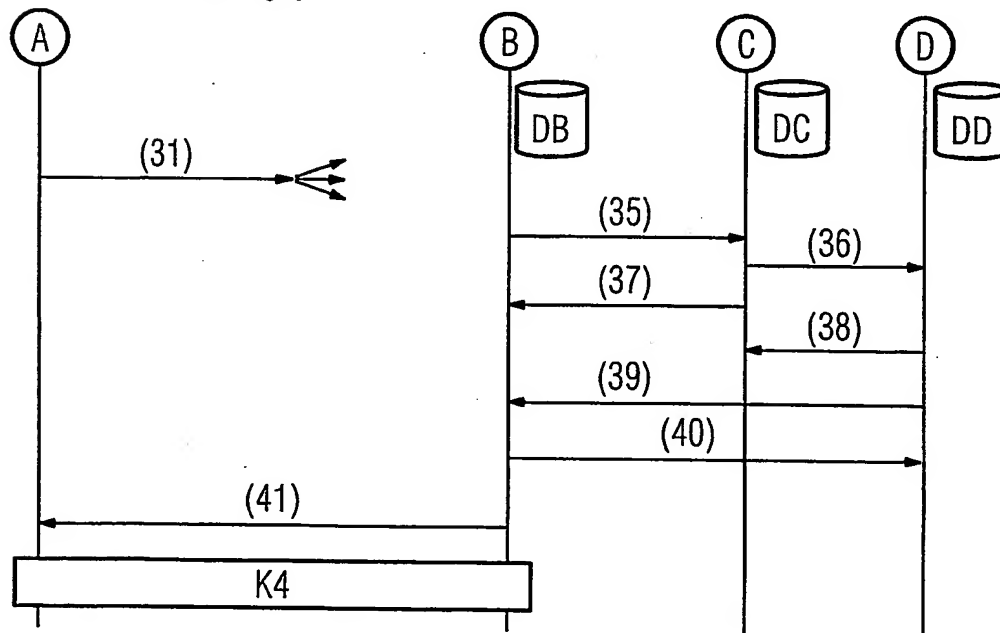 A
B
C
D
DB
DC
DD
(31)
(35)
(36)
(37)
(38)
(39)
(40)
(41)
K4